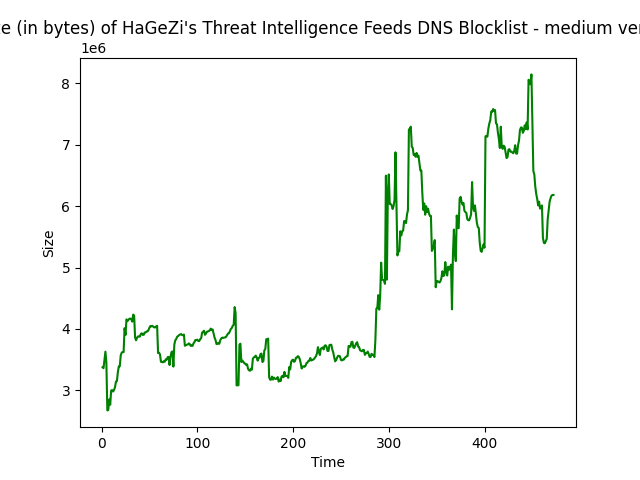 (in bytes) of HaGeZi's Threat Intelligence Feeds DNS Blocklist - medium
1e6
8
7
6
5
4
3
Size
0 100 200 300 400
Time